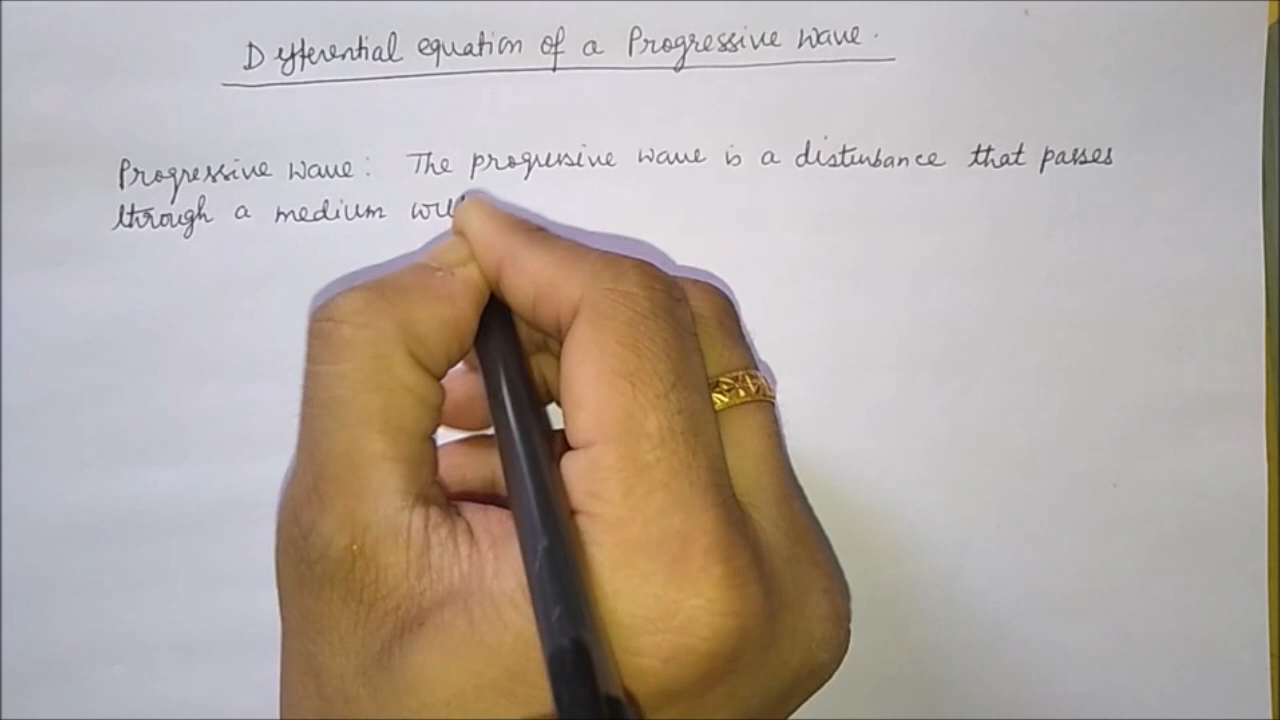 Differential equation of a Progressive wave.
Progressive wave: The progressive wave is a disturbance that passes
through a medium